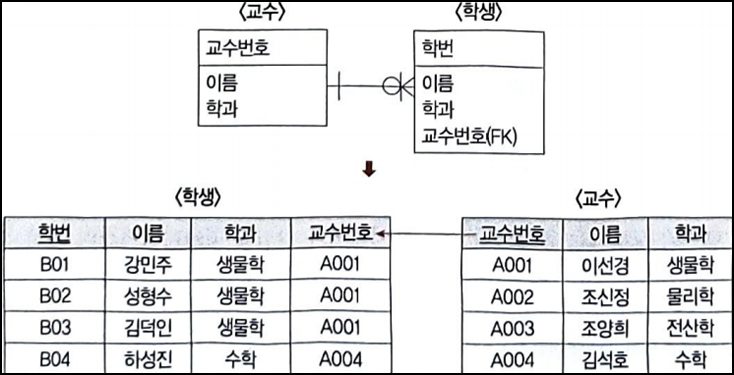 〈교수〉 〈학생〉
교수번호 학번
이름 이름
학과 학과
교수번호(FK)
〈학생〉 〈교수〉
학번 이름 학과 교수번호 교수번호 이름 학과
B01 강민주 생물학 A001 A001 이선경 생물학
B02 성형수 생물학 A001 A002 조신정 물리학
B03 김덕인 생물학 A001 A003 조양희 전산학
B04 하성진 수학 A004 A004 김석호 수학